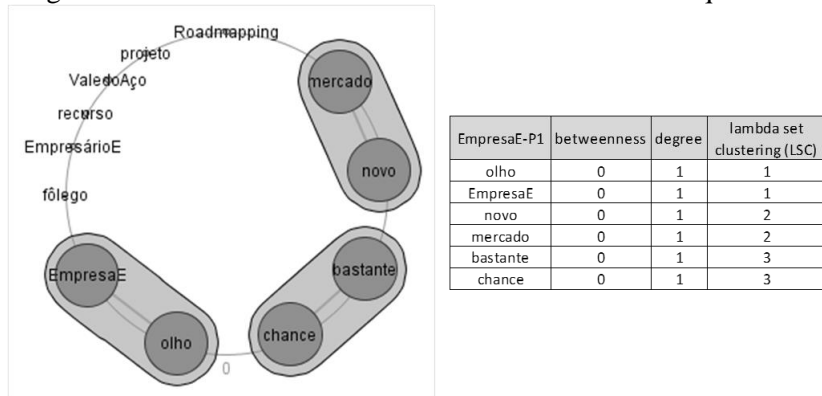 Roadmapping
projeto
ValedoAço
recurso
EmpresárioE
fôlego
mercado
novo
bastante
chance
EmpresaE
olho
0
EmpresaE-P1 betweenness degree lambda set clustering (LSC)
olho 0 1 1
EmpresaE 0 1 1
novo 0 1 2
mercado 0 1 2
bastante 0 1 3
chance 0 1 3